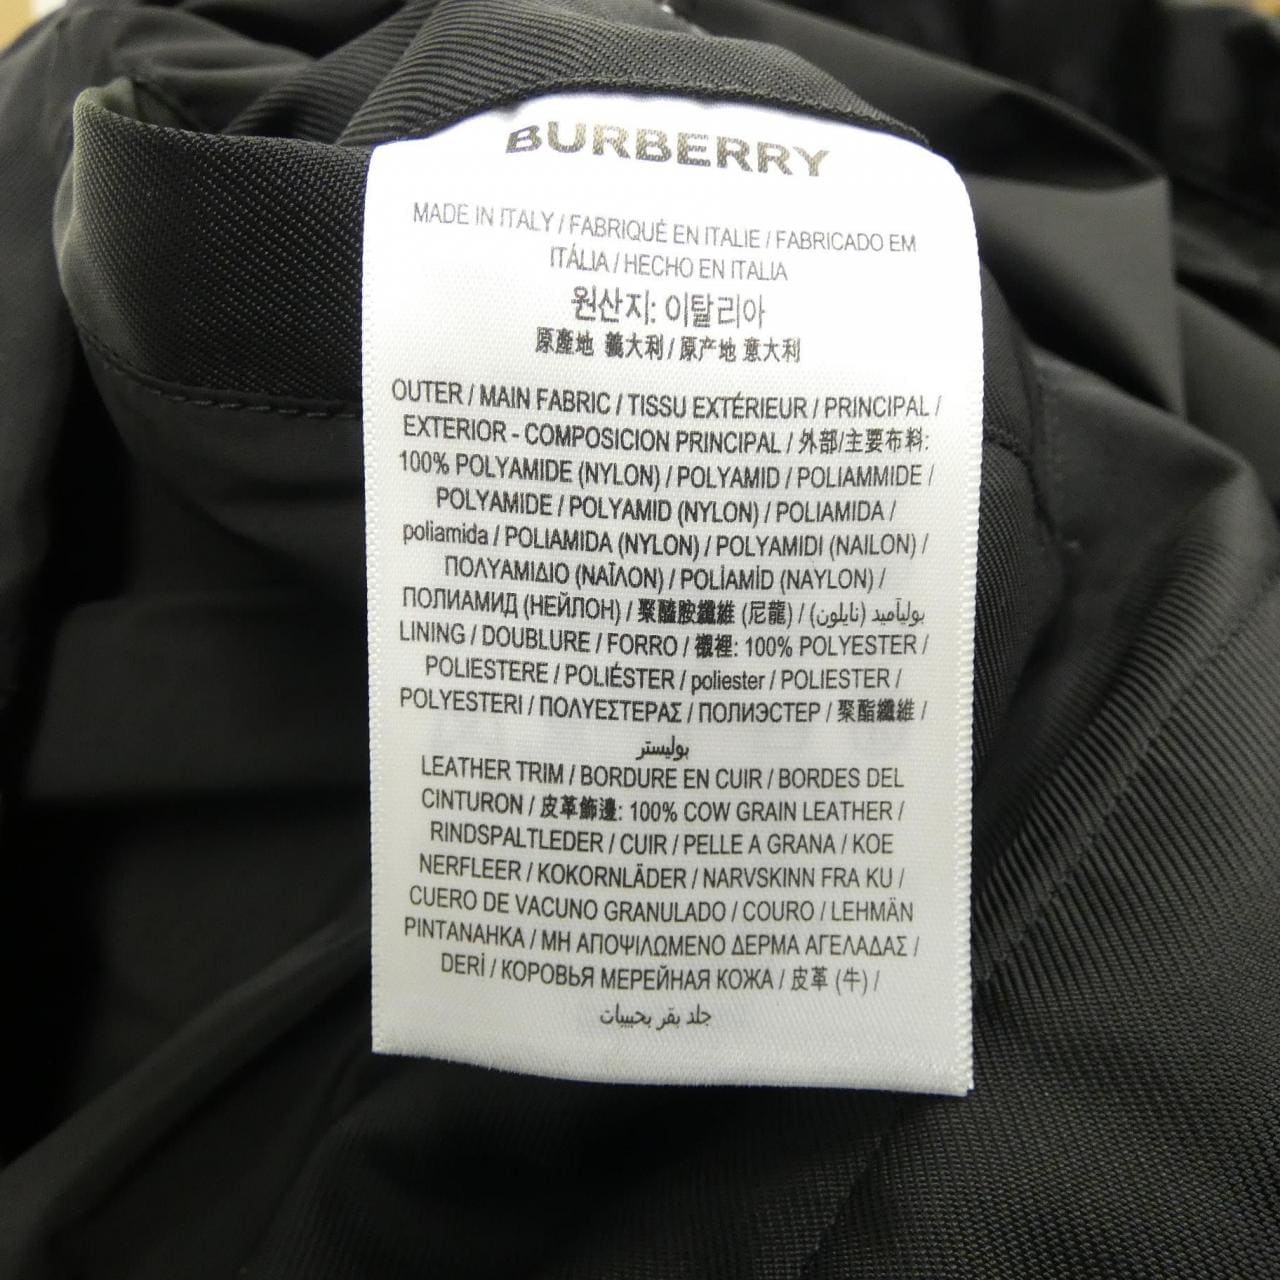 BURBERRY
MADE IN ITALY / FABRIQUÉ EN ITALIE / FABRICADO EM
ITÁLIA / HECHO EN ITALIA
원산지: 이탈리아
原產地 義大利 / 原产地 意大利
OUTER / MAIN FABRIC / TISSU EXTÉRIEUR / PRINCIPAL /
EXTERIOR - COMPOSICION PRINCIPAL / 外部/主要布料:
100% POLYAMIDE (NYLON) / POLYAMID / POLIAMMIDE /
POLYAMIDE / POLYAMID (NYLON) / POLIAMIDA /
poliamida / POLIAMIDA (NYLON) / POLYAMIDI (NAILON) /
ΠΟΛΥΑΜΙΔΙΟ (ΝΑΪΛΟΝ) / POLİAMİD (NAYLON) /
ПОЛИАМИД (НЕЙЛОН) / 聚醯胺纖維 (尼龍) / بوليآميد (نايلون)
LINING / DOUBLURE / FORRO / 襯裡: 100% POLYESTER /
POLIESTERE / POLIÉSTER / poliester / POLIESTER /
POLYESTERI / ΠΟΛΥΕΣΤΕΡΑΣ / ПОЛИЭСТЕР / 聚酯纖維 /
بوليستر
LEATHER TRIM / BORDURE EN CUIR / BORDES DEL
CINTURON / 皮革飾邊: 100% COW GRAIN LEATHER /
RINDSPALTLEDER / CUIR / PELLE A GRANA / KOE
NERFLEER / KOKORNLÄDER / NARVSKINN FRA KU /
CUERO DE VACUNO GRANULADO / COURO / LEHMÄN
PINTANAHKA / ΜΗ ΑΠΟΨΙΛΩΜΕΝΟ ΔΕΡΜΑ ΑΓΕΛΑΔΑΣ /
DERİ / КОРОВЬЯ МЕРЕЙНАЯ КОЖА / 皮革 (牛) /
جلد بقر بحبيبات